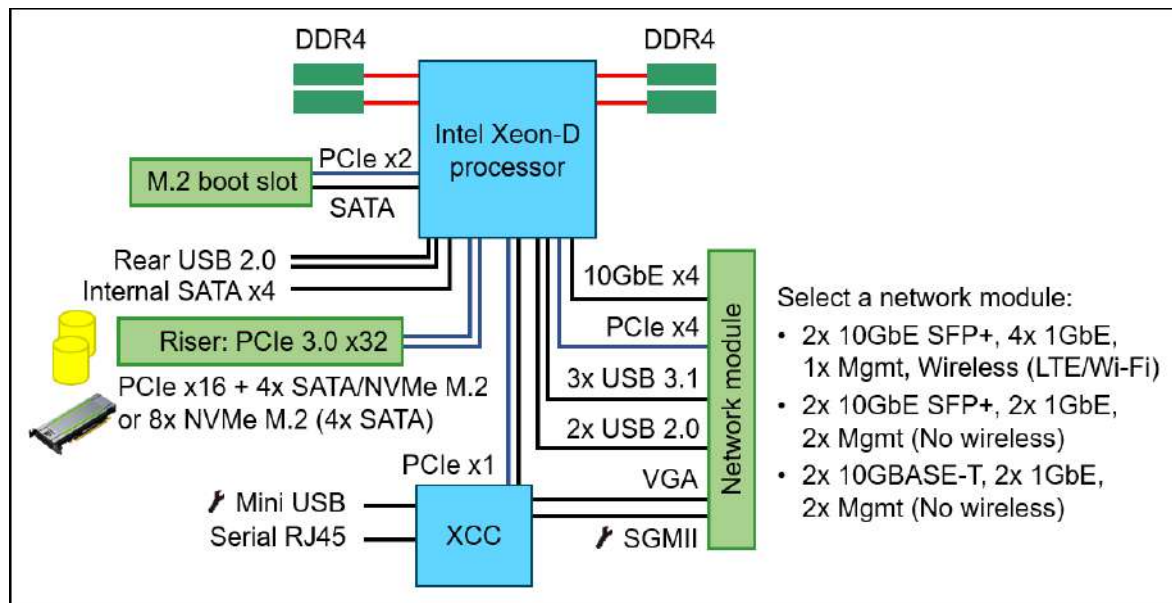 DDR4
DDR4
Intel Xeon-D
processor
PCIe x2
M.2 boot slot
SATA
Rear USB 2.0
Internal SATA x4
Riser: PCIe 3.0 x32
PCIe x16 + 4x SATA/NVMe M.2
or 8x NVMe M.2 (4x SATA)
PCIe x1
Mini USB
Serial RJ45
XCC
10GbE x4
PCIe x4
3x USB 3.1
2x USB 2.0
VGA
SGMII
Network module
Select a network module:
• 2x 10GbE SFP+, 4x 1GbE,
1x Mgmt, Wireless (LTE/Wi-Fi)
• 2x 10GbE SFP+, 2x 1GbE,
2x Mgmt (No wireless)
• 2x 10GBASE-T, 2x 1GbE,
2x Mgmt (No wireless)